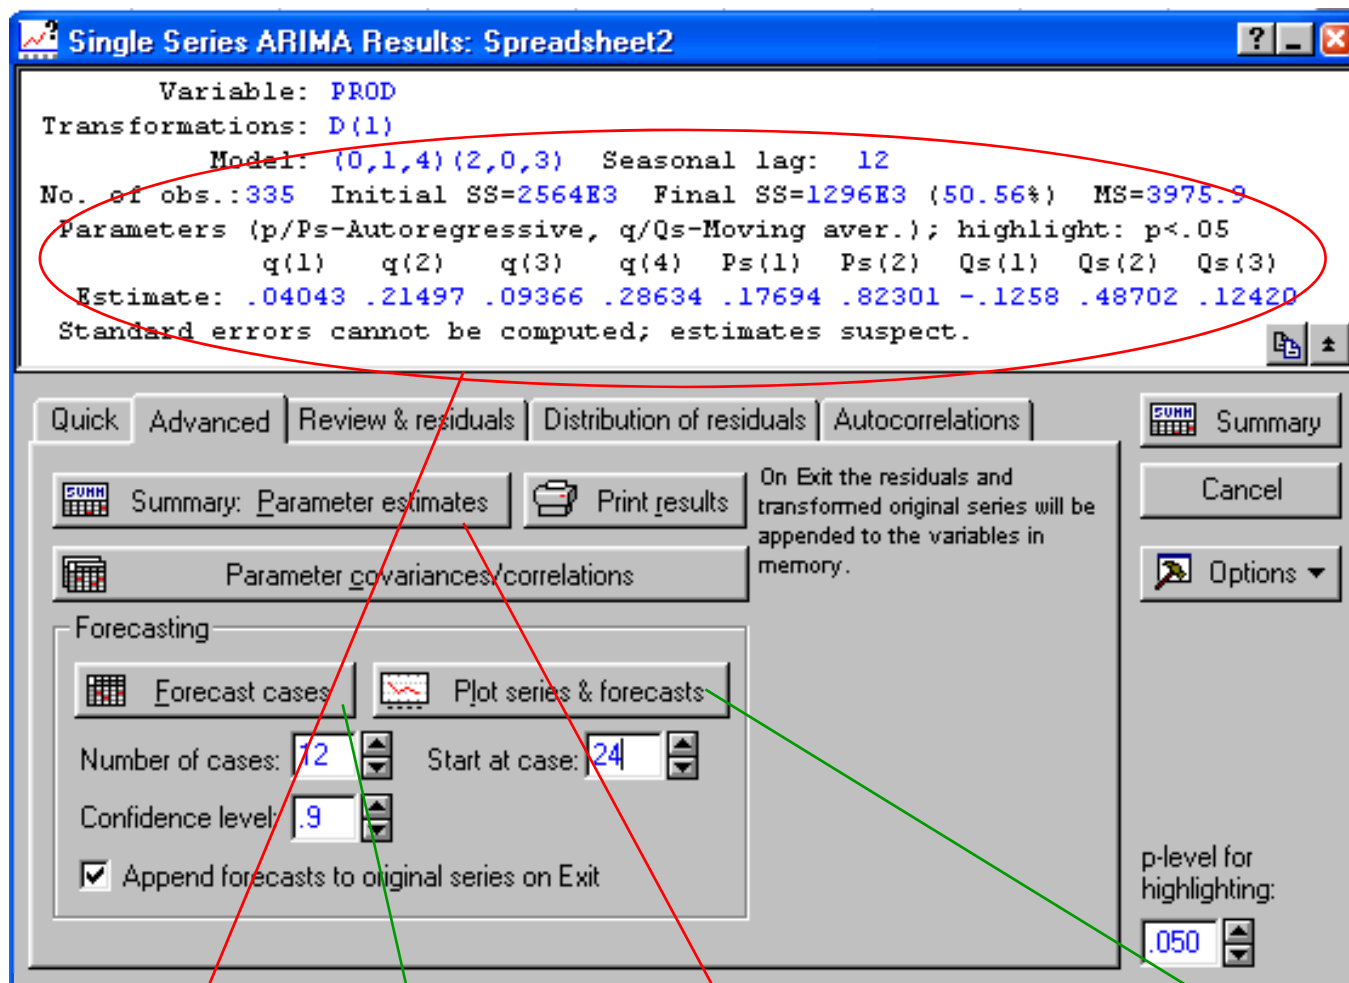 Single Series ARIMA Results: Spreadsheet2
Variable: PROD
Transformations: D(1)
Model: (0,1,4)(2,0,3) Seasonal lag: 12
No. of obs.:335 Initial SS=2564E3 Final SS=1296E3 (50.56%) MS=3975.9
Parameters (p/Ps-Autoregressive, q/Qs-Moving aver.); highlight: p<.05
q(1) q(2) q(3) q(4) Ps(1) Ps(2) Qs(1) Qs(2) Qs(3)
Estimate: .04043 .21497 .09366 .28634 .17694 .82301 -.1258 .48702 .12420
Standard errors cannot be computed; estimates suspect.
Quick Advanced Review & residuals Distribution of residuals Autocorrelations
SUMM Summary
SUMM Summary: Parameter estimates
Print results
On Exit the residuals and
transformed original series will be
appended to the variables in
memory.
Cancel
Parameter covariances/correlations
Options
Forecasting
Forecast cases Plot series & forecasts
Number of cases: 12 Start at case: 24
Confidence level: .9
Append forecasts to original series on Exit
p-level for
highlighting:
.050